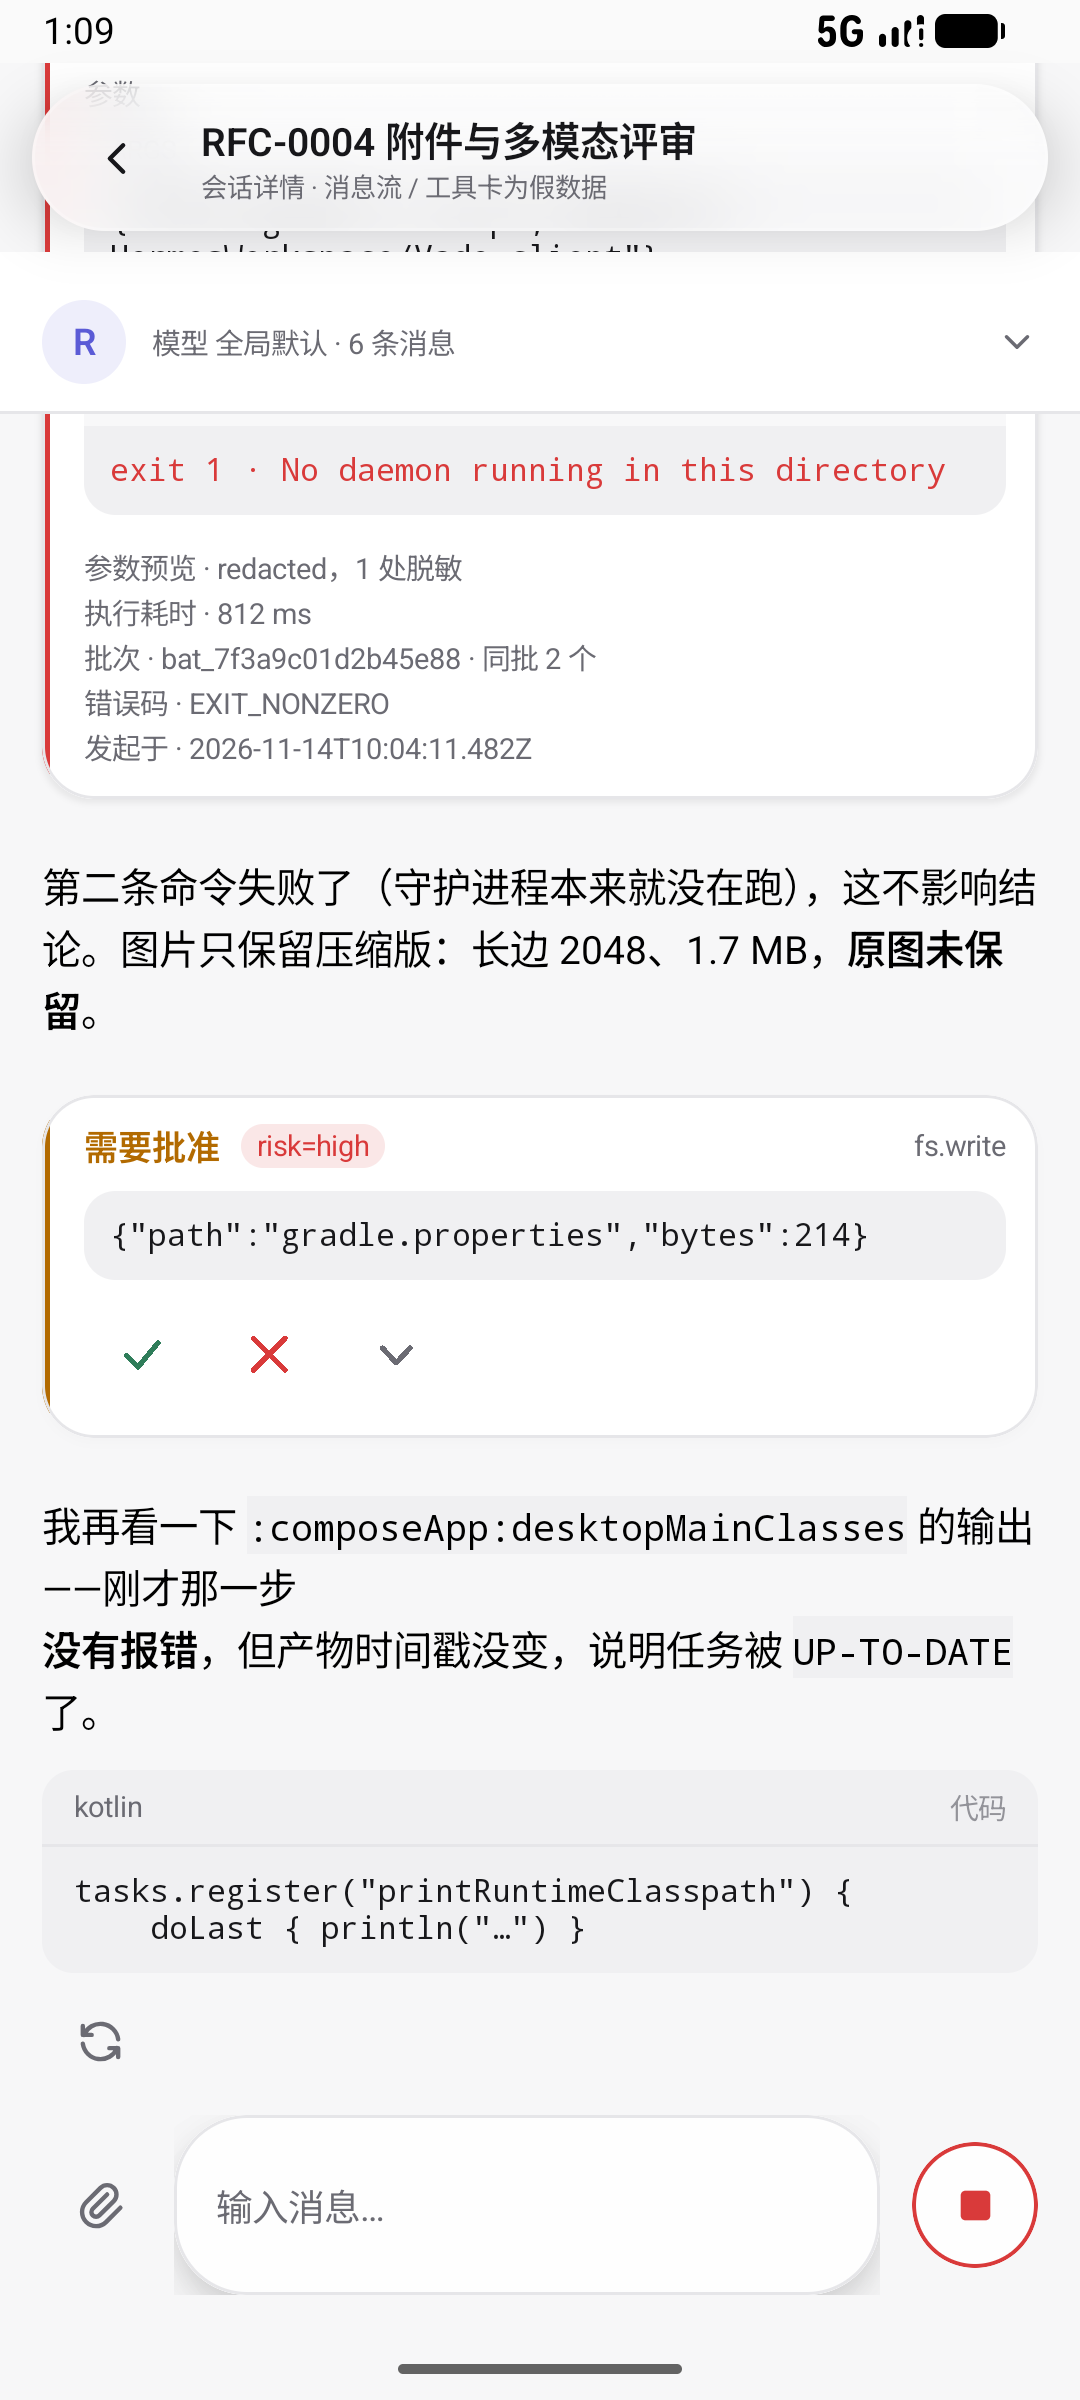 1:09
5G
参数
RFC-0004 附件与多模态评审
会话详情 · 消息流 / 工具卡为假数据
R
模型 全局默认 · 6 条消息
exit 1 · No daemon running in this directory
参数预览 · redacted，1 处脱敏
执行耗时 · 812 ms
批次 · bat_7f3a9c01d2b45e88 · 同批 2 个
错误码 · EXIT_NONZERO
发起于 · 2026-11-14T10:04:11.482Z
第二条命令失败了（守护进程本来就没在跑），这不影响结
论。图片只保留压缩版：长边 2048、1.7 MB，原图未保
留。
需要批准 risk=high fs.write
{"path":"gradle.properties","bytes":214}
我再看一下 :composeApp:desktopMainClasses 的输出
——刚才那一步
没有报错，但产物时间戳没变，说明任务被 UP-TO-DATE
了。
kotlin 代码
tasks.register("printRuntimeClasspath") {
    doLast { println("…") }
输入消息…